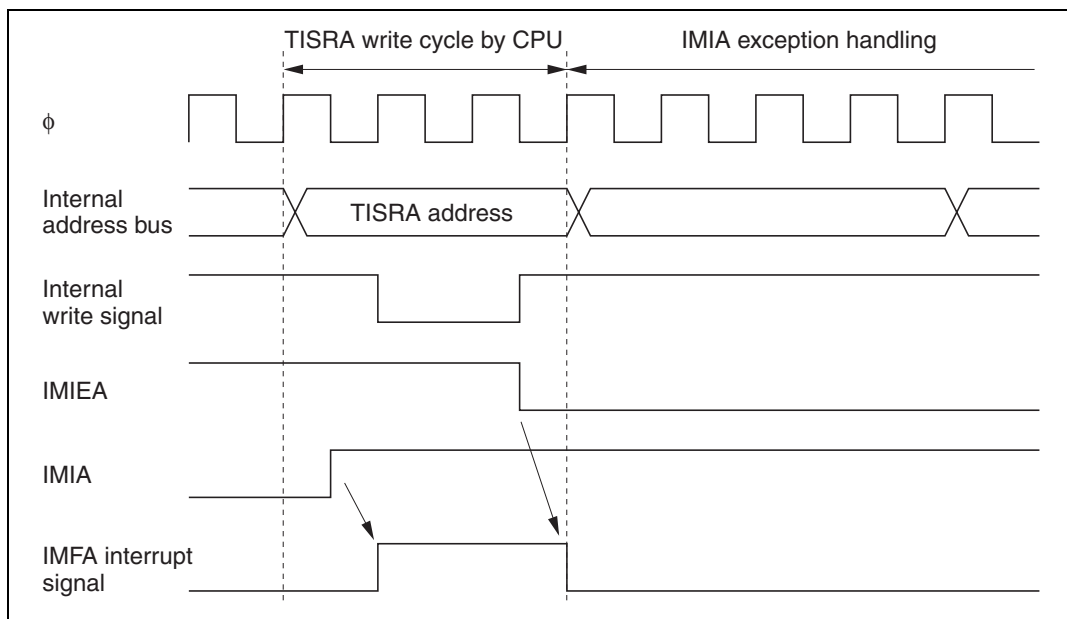 TISRA write cycle by CPU
IMIA exception handling
ϕ
Internal
address bus
TISRA address
Internal
write signal
IMIEA
IMIA
IMFA interrupt
signal